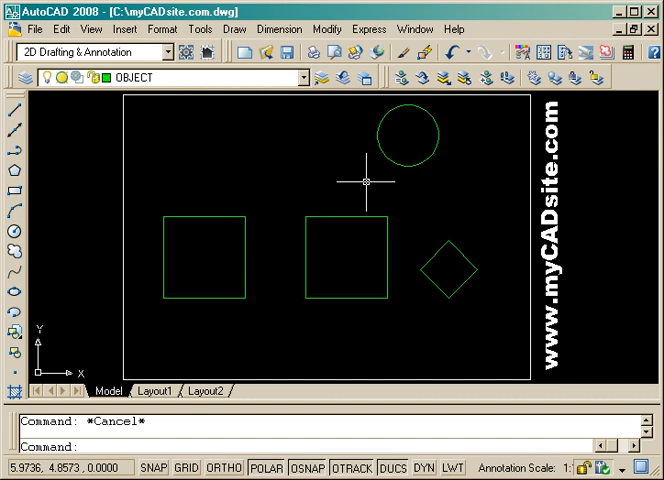 AutoCAD 2008 - [C:\myCADsite.com.dwg]
File Edit View Insert Format Tools Draw Dimension Modify Express Window Help
2D Drafting & Annotation
OBJECT
www.myCADsite.com
Y
X
Model Layout1 Layout2
Command: *Cancel*
Command:
5.9736, 4.8573, 0.0000 SNAP GRID ORTHO POLAR OSNAP OTRACK DUCS DYN LWT Annotation Scale: 1: